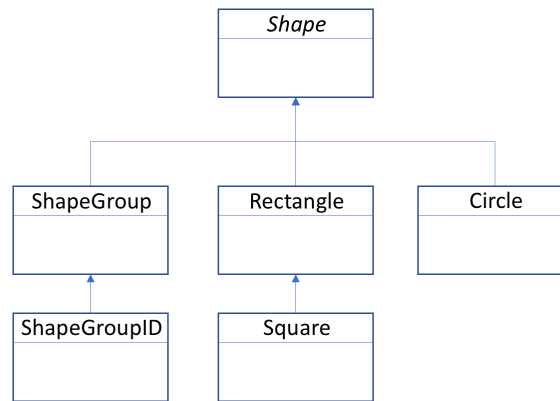 Shape
ShapeGroup
Rectangle
Circle
ShapeGroupID
Square